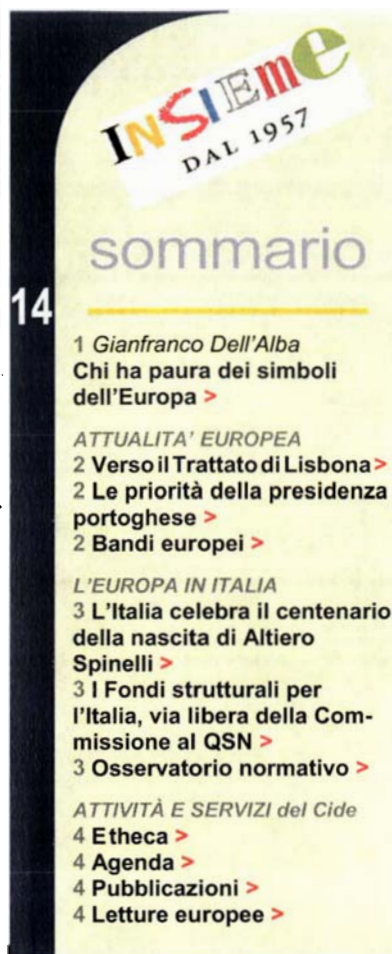 INSIEMe
DAL 1957
sommario
14
1 Gianfranco Dell'Alba
Chi ha paura dei simboli
dell'Europa >
ATTUALITA' EUROPEA
2 Verso il Trattato di Lisbona >
2 Le priorità della presidenza
portoghese >
2 Bandi europei >
L'EUROPA IN ITALIA
3 L'Italia celebra il centenario
della nascita di Altiero
Spinelli >
3 I Fondi strutturali per
l'Italia, via libera della Com-
missione al QSN >
3 Osservatorio normativo >
ATTIVITÀ E SERVIZI del Cide
4 Etheca >
4 Agenda >
4 Pubblicazioni >
4 Letture europee >